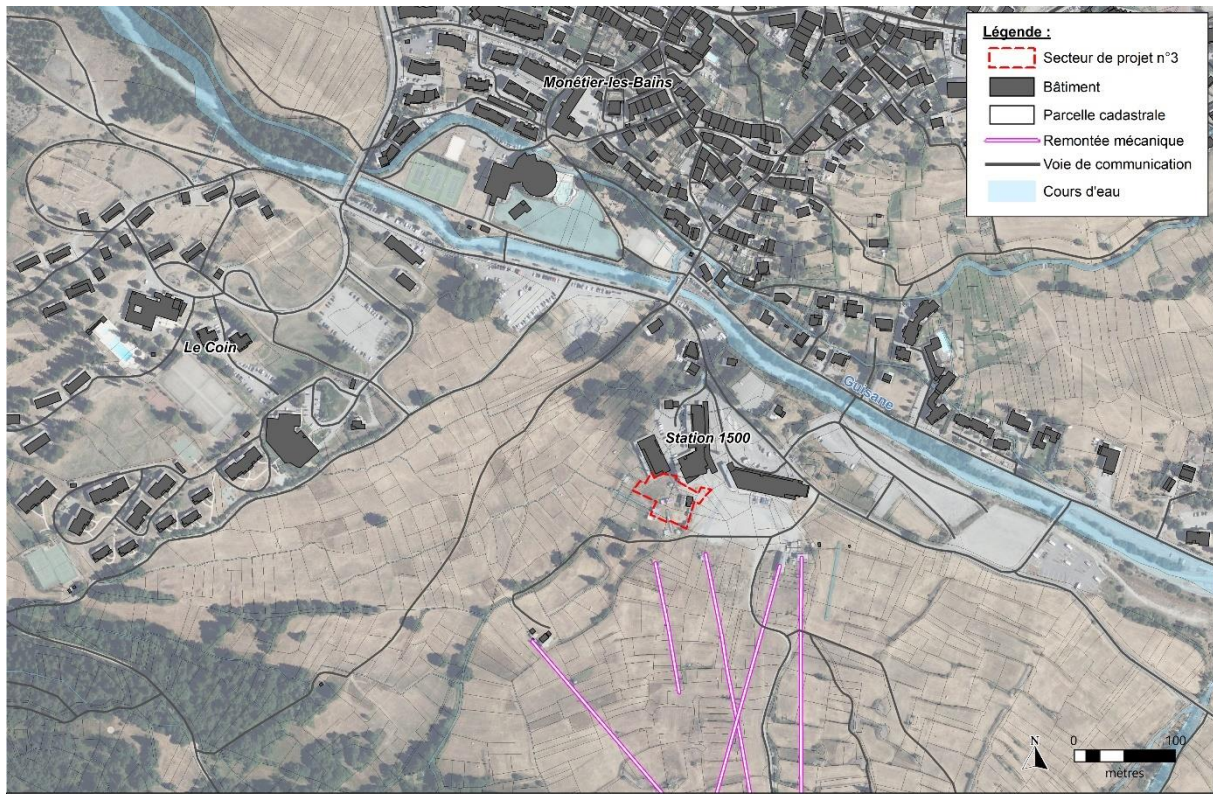 Légende :
Secteur de projet n°3
Bâtiment
Parcelle cadastrale
Remontée mécanique
Voie de communication
Cours d'eau
Monêtier-les-Bains
Le Coin
Guisane
Station 1500
N
0 100
mètres